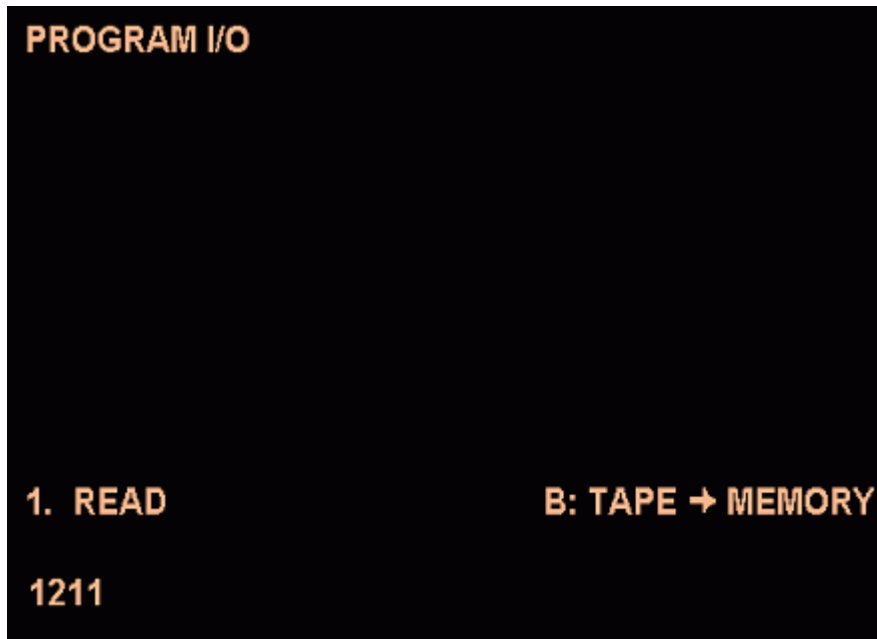 PROGRAM I/O
1. READ B: TAPE → MEMORY
1211